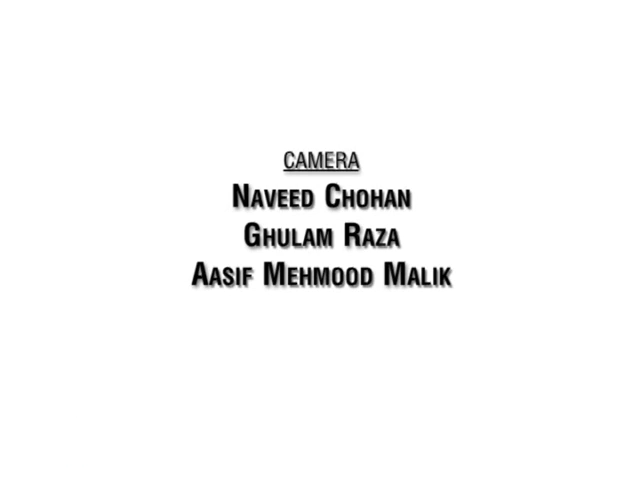 CAMERA
NAVEED CHOHAN
GHULAM RAZA
AASIF MEHMOOD MALIK